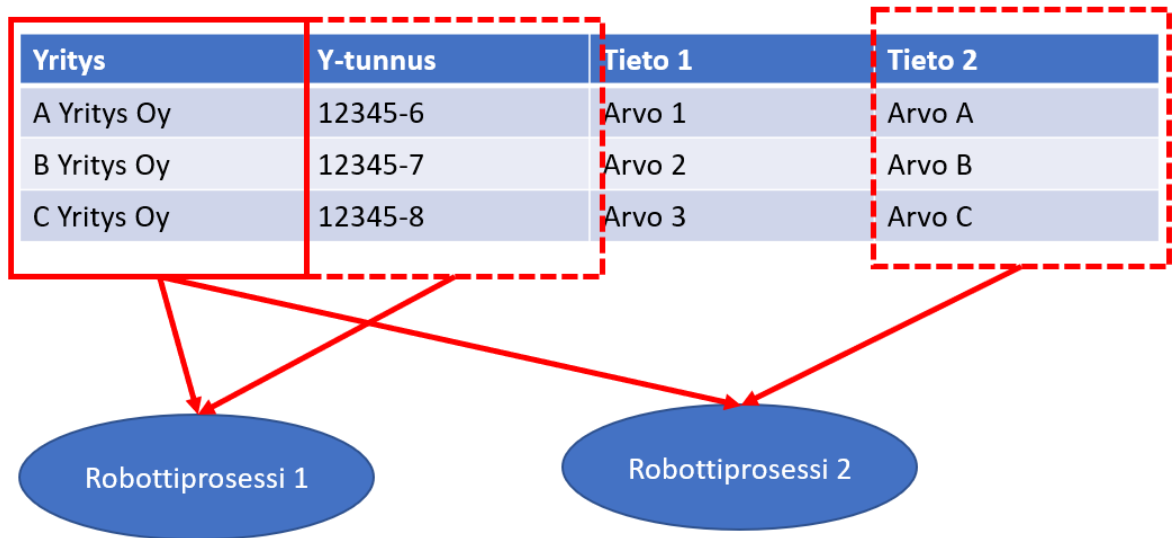 Yritys Y-tunnus Tieto 1 Tieto 2
A Yritys Oy 12345-6 Arvo 1 Arvo A
B Yritys Oy 12345-7 Arvo 2 Arvo B
C Yritys Oy 12345-8 Arvo 3 Arvo C
Robottiprosessi 1 Robottiprosessi 2